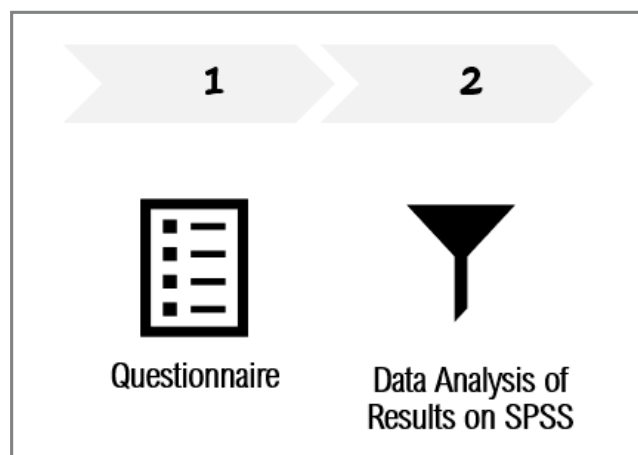 1
2
Questionnaire
Data Analysis of
Results on SPSS